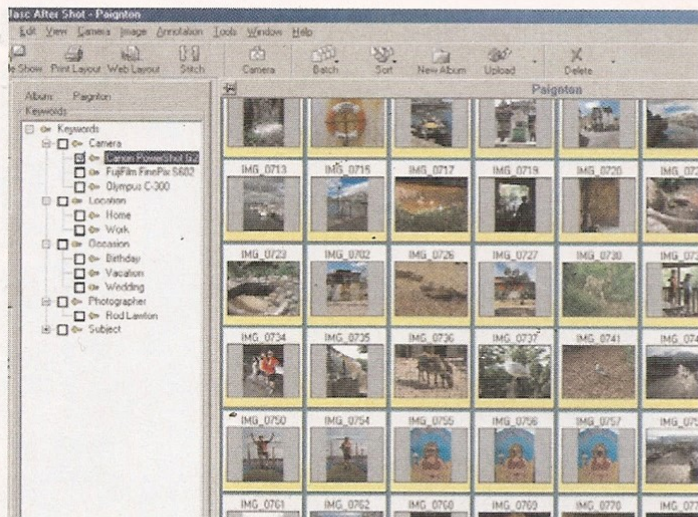 Jasc After Shot - Paignton
Edit View Camera Image Annotation Tools Window Help
Show Print Layout Web Layout Stitch Camera Batch Sort New Album Upload Delete
Album: Paignton
Keywords
Paignton
Keywords
Camera
Canon PowerShot G2
FujiFilm FinePix S602
Olympus C-300
Location
Home
Work
Occasion
Birthday
Vacation
Wedding
Photographer
Rod Lawton
Subject
IMG_0713 IMG_0715 IMG_0717 IMG_0719 IMG_0720
IMG_0723 IMG_0702 IMG_0726 IMG_0727 IMG_0730
IMG_0734 IMG_0735 IMG_0736 IMG_0737 IMG_0741
IMG_0750 IMG_0754 IMG_0755 IMG_0756 IMG_0757
IMG_0761 IMG_0762 IMG_0768 IMG_0769 IMG_0770